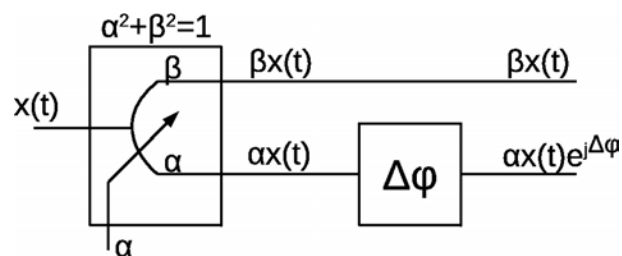 α²+β²=1
β βx(t) βx(t)
x(t)
α αx(t) Δφ αx(t)e^jΔφ
α